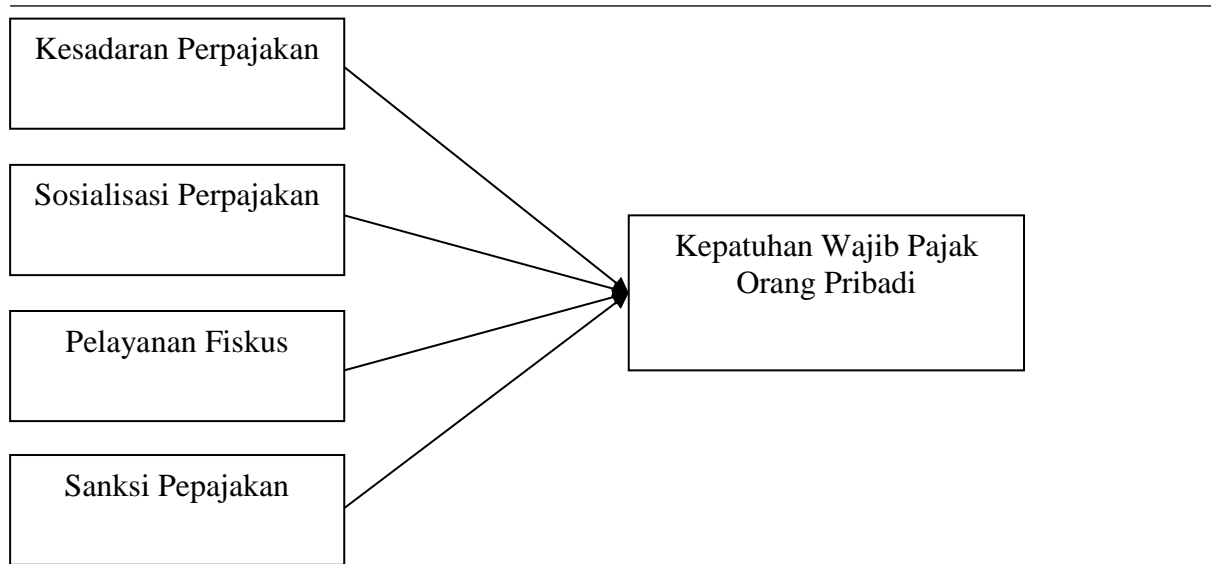 Kesadaran Perpajakan
Sosialisasi Perpajakan
Pelayanan Fiskus
Sanksi Pepajakan
Kepatuhan Wajib Pajak
Orang Pribadi